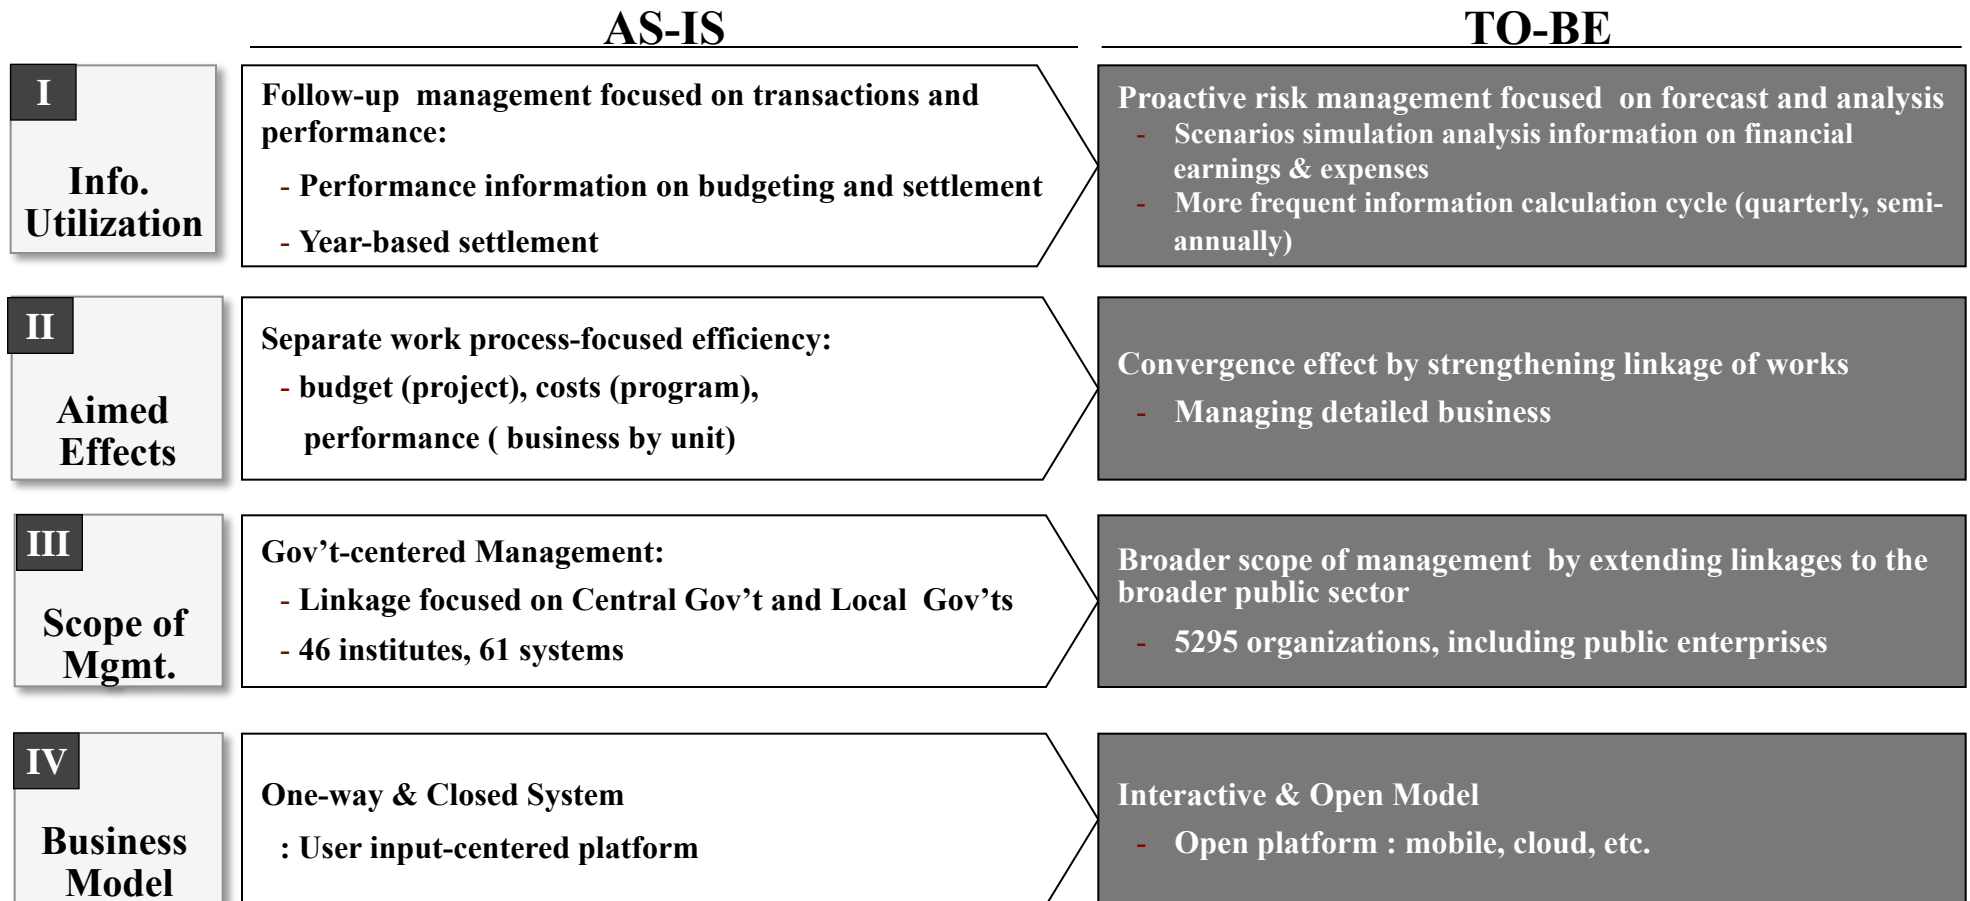 AS-IS
TO-BE
I
Info.
Utilization
Follow-up management focused on transactions and
performance:
- Performance information on budgeting and settlement
- Year-based settlement
Proactive risk management focused on forecast and analysis
- Scenarios simulation analysis information on financial
earnings & expenses
- More frequent information calculation cycle (quarterly, semi-
annually)
II
Aimed
Effects
Separate work process-focused efficiency:
- budget (project), costs (program),
performance ( business by unit)
Convergence effect by strengthening linkage of works
- Managing detailed business
III
Scope of
Mgmt.
Gov’t-centered Management:
- Linkage focused on Central Gov’t and Local Gov’ts
- 46 institutes, 61 systems
Broader scope of management by extending linkages to the
broader public sector
- 5295 organizations, including public enterprises
IV
Business
Model
One-way & Closed System
: User input-centered platform
Interactive & Open Model
- Open platform : mobile, cloud, etc.